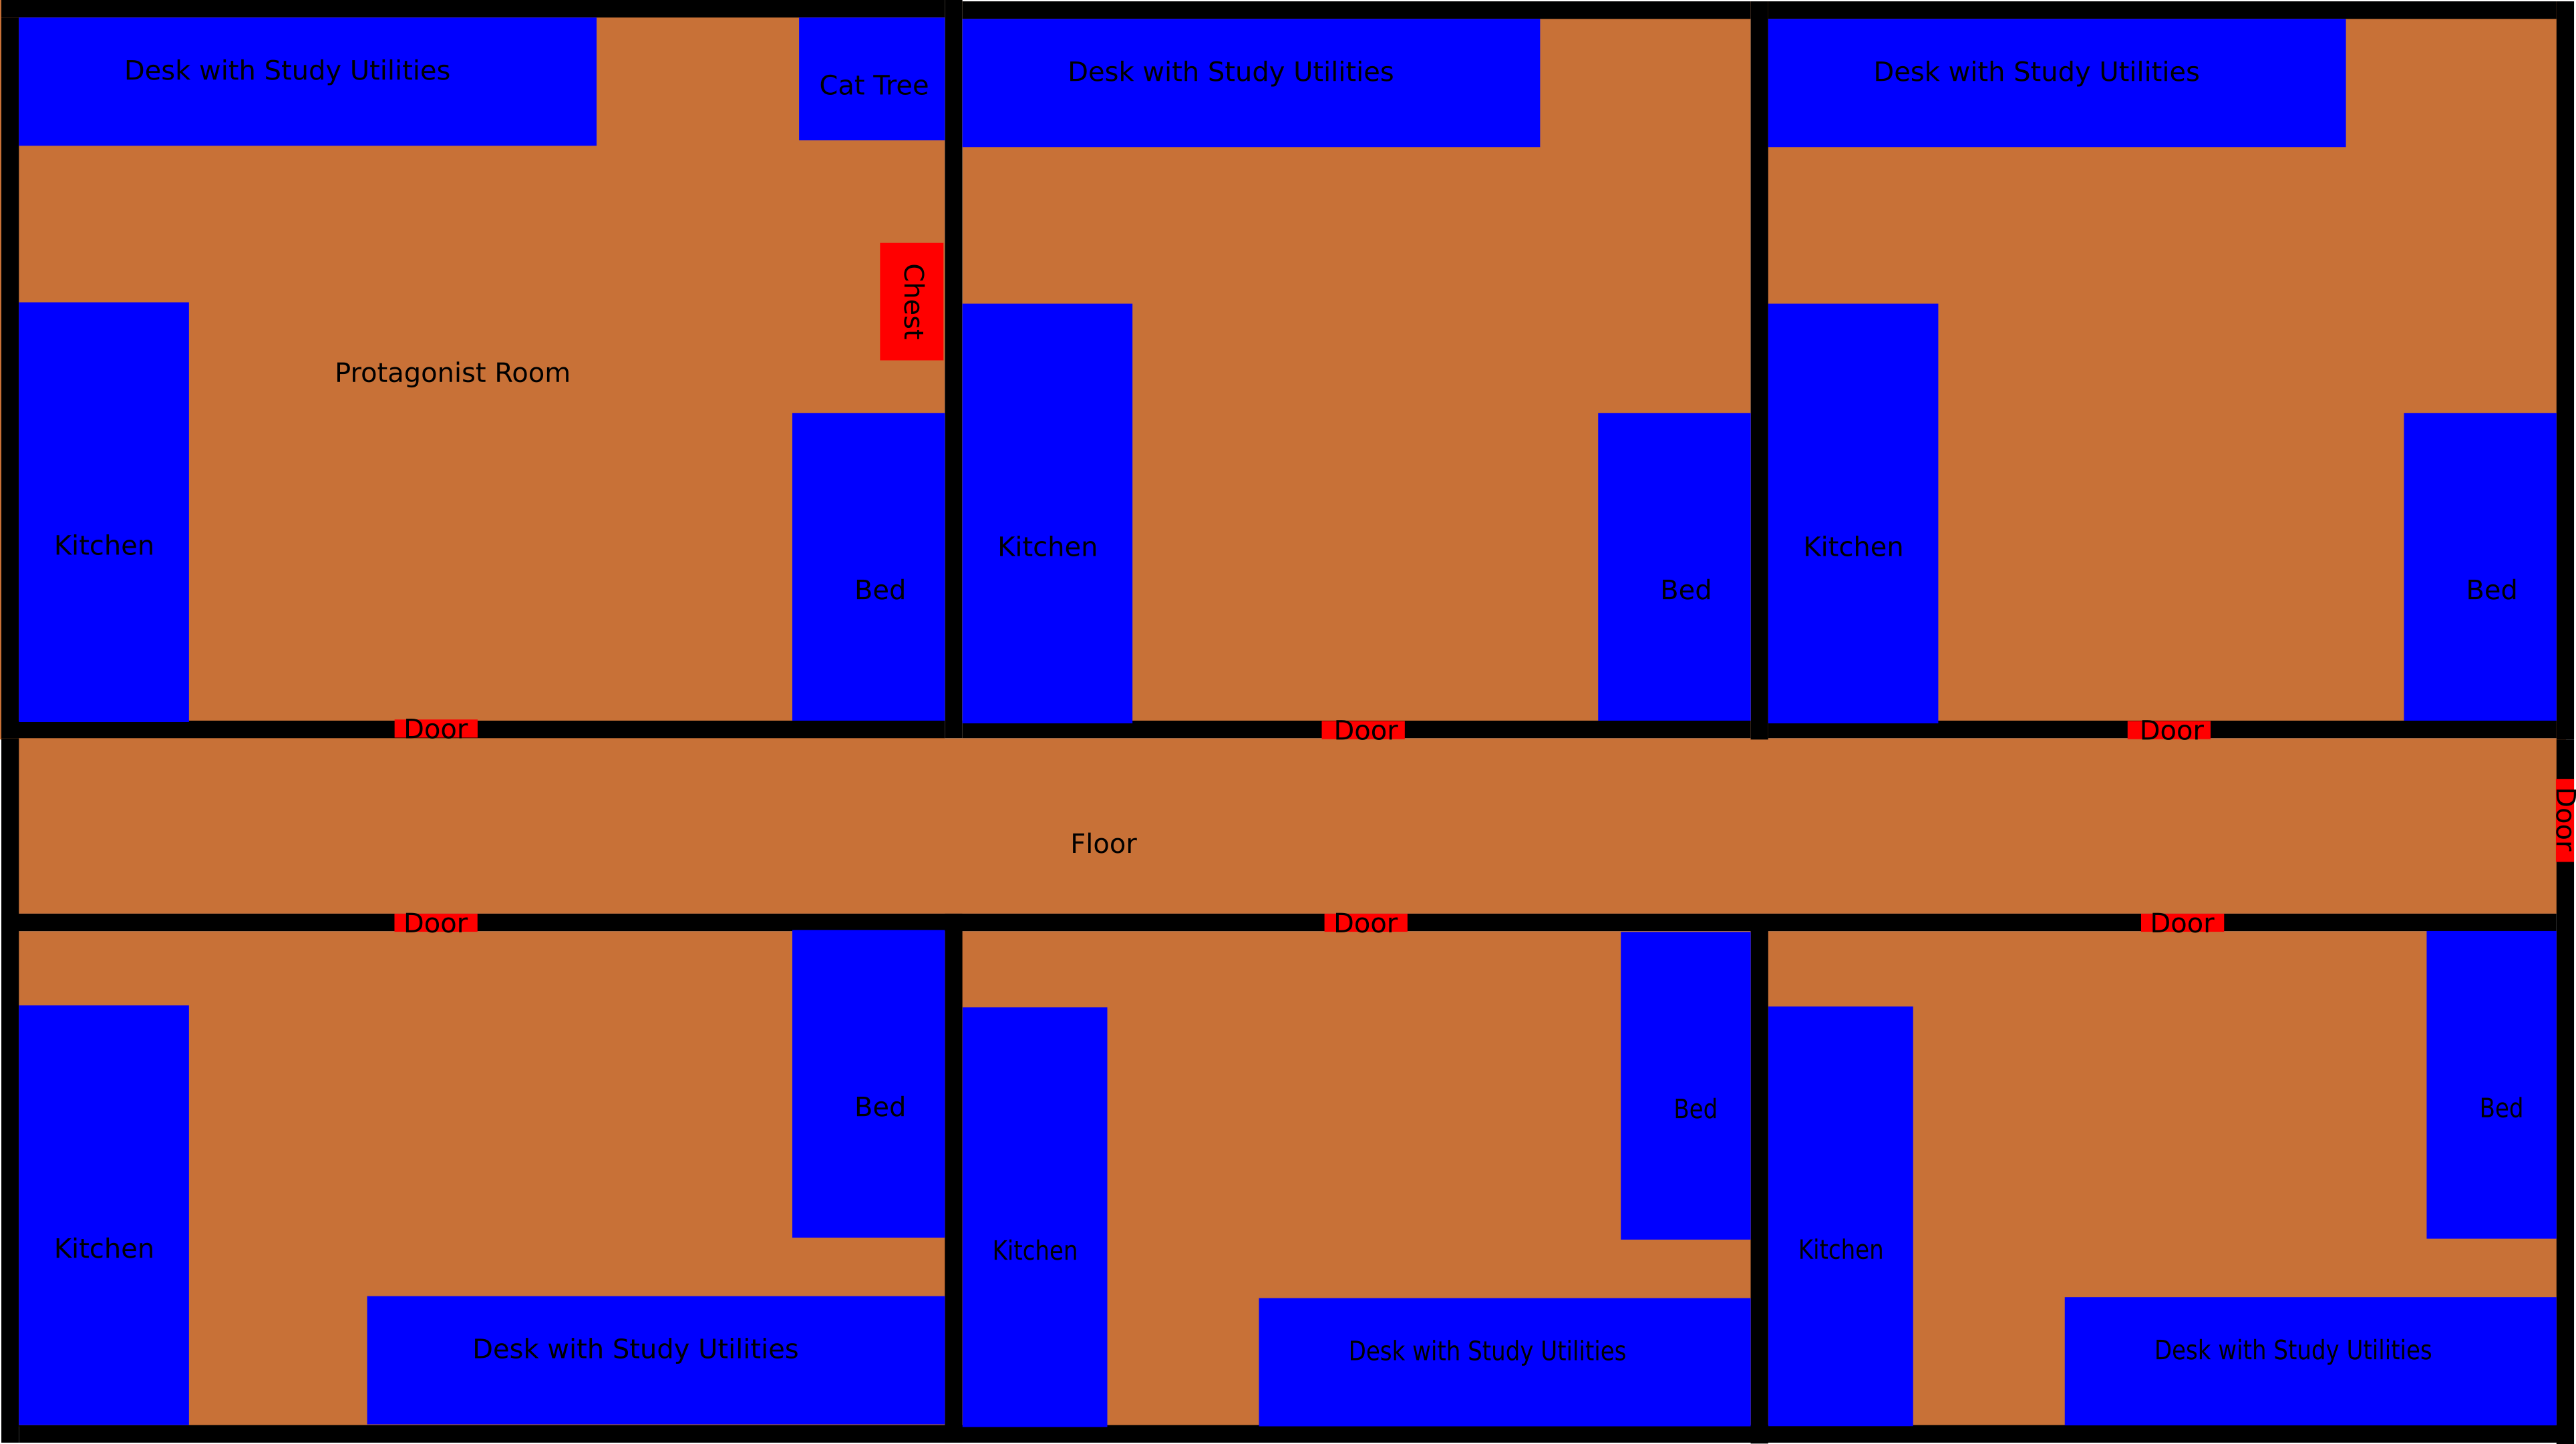 Desk with Study Utilities
Cat Tree
Desk with Study Utilities
Desk with Study Utilities
Chest
Protagonist Room
Kitchen
Bed
Kitchen
Bed
Kitchen
Bed
Door
Door
Door
Door
Floor
Door
Door
Door
Bed
Bed
Bed
Kitchen
Kitchen
Kitchen
Desk with Study Utilities
Desk with Study Utilities
Desk with Study Utilities